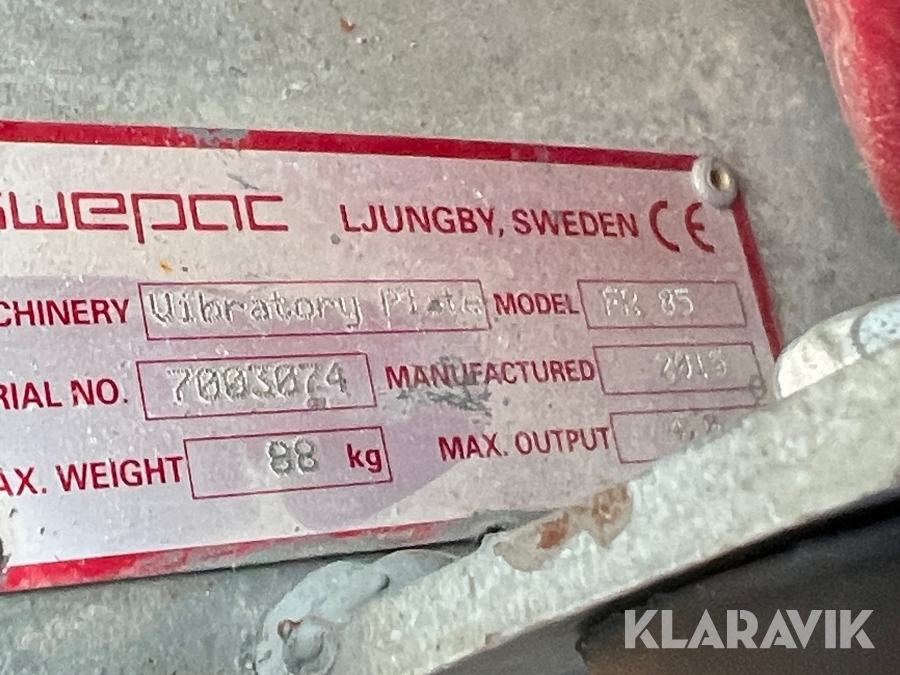 swepac LJUNGBY, SWEDEN CE
CHINERY Vibratory Plate MODEL 85
RIAL NO. 7003074 MANUFACTURED
AX. WEIGHT 88 kg MAX. OUTPUT
KLARAVIK